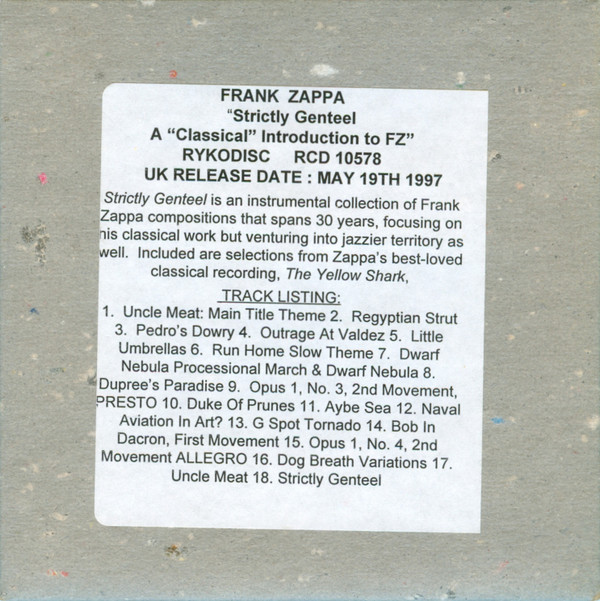 FRANK ZAPPA
"Strictly Genteel
A "Classical" Introduction to FZ"
RYKODISC RCD 10578
UK RELEASE DATE : MAY 19TH 1997
Strictly Genteel is an instrumental collection of Frank
Zappa compositions that spans 30 years, focusing on
his classical work but venturing into jazzier territory as
well. Included are selections from Zappa's best-loved
classical recording, The Yellow Shark,
TRACK LISTING:
1. Uncle Meat: Main Title Theme 2. Regyptian Strut
3. Pedro's Dowry 4. Outrage At Valdez 5. Little
Umbrellas 6. Run Home Slow Theme 7. Dwarf
Nebula Processional March & Dwarf Nebula 8.
Dupree's Paradise 9. Opus 1, No. 3, 2nd Movement,
PRESTO 10. Duke Of Prunes 11. Aybe Sea 12. Naval
Aviation In Art? 13. G Spot Tornado 14. Bob In
Dacron, First Movement 15. Opus 1, No. 4, 2nd
Movement ALLEGRO 16. Dog Breath Variations 17.
Uncle Meat 18. Strictly Genteel